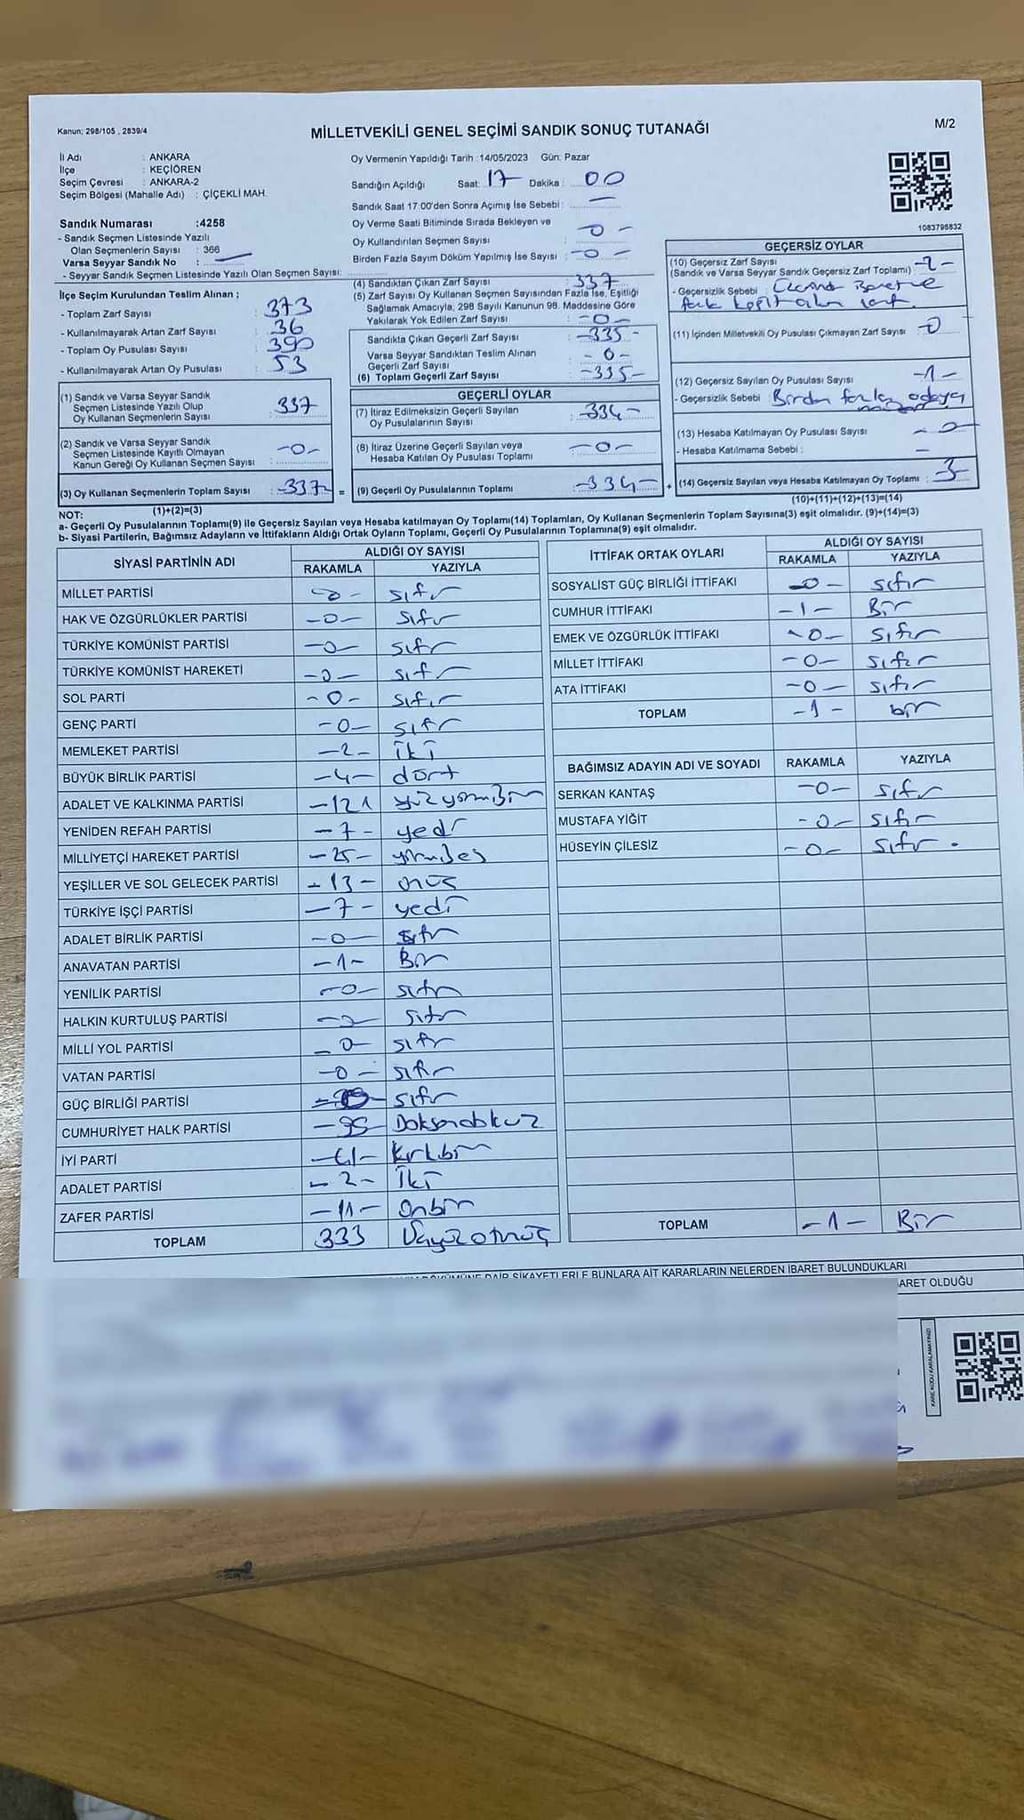 Kanun; 298/105 , 2839/4
MİLLETVEKİLİ GENEL SEÇİMİ SANDIK SONUÇ TUTANAĞI
M/2
İl Adı : ANKARA
İlçe : KEÇİÖREN
Seçim Çevresi : ANKARA-2
Seçim Bölgesi (Mahalle Adı) : ÇİÇEKLİ MAH.
Sandık Numarası :4258
- Sandık Seçmen Listesinde Yazılı
Olan Seçmenlerin Sayısı : 366
Varsa Seyyar Sandık No : —
- Seyyar Sandık Seçmen Listesinde Yazılı Olan Seçmen Sayısı:
Oy Vermenin Yapıldığı Tarih :14/05/2023 Gün: Pazar
Sandığın Açıldığı Saat: 17 Dakika : 00
Sandık Saat 17:00'den Sonra Açımış İse Sebebi : —
Oy Verme Saati Bitiminde Sırada Bekleyen ve
Oy Kullandırılan Seçmen Sayısı : -0-
Birden Fazla Sayım Döküm Yapılmış İse Sayısı : -0-
1083796832
İlçe Seçim Kurulundan Teslim Alınan ;
- Toplam Zarf Sayısı : 373
- Kullanılmayarak Artan Zarf Sayısı : 36
- Toplam Oy Pusulası Sayısı : 390
- Kullanılmayarak Artan Oy Pusulası : 53
(1) Sandık ve Varsa Seyyar Sandık
Seçmen Listesinde Yazılı Olup
Oy Kullanan Seçmenlerin Sayısı : 337
(2) Sandık ve Varsa Seyyar Sandık
Seçmen Listesinde Kayıtlı Olmayan
Kanun Gereği Oy Kullanan Seçmen Sayısı : -0-
(3) Oy Kullanan Seçmenlerin Toplam Sayısı : -337-
(1)+(2)=(3)
(4) Sandıktan Çıkan Zarf Sayısı : 337
(5) Zarf Sayısı Oy Kullanan Seçmen Sayısından Fazla İse, Eşitliği
Sağlamak Amacıyla, 298 Sayılı Kanunun 98. Maddesine Göre
Yakılarak Yok Edilen Zarf Sayısı : -0-
Sandıkta Çıkan Geçerli Zarf Sayısı : -335-
Varsa Seyyar Sandıktan Teslim Alınan
Geçerli Zarf Sayısı : -0-
(6) Toplam Geçerli Zarf Sayısı : -335-
GEÇERLİ OYLAR
(7) İtiraz Edilmeksizin Geçerli Sayılan
Oy Pusulalarının Sayısı : -334-
(8) İtiraz Üzerine Geçerli Sayılan veya
Hesaba Katılan Oy Pusulası Toplamı : -0-
= (9) Geçerli Oy Pusulalarının Toplamı : -334- +
GEÇERSİZ OYLAR
(10) Geçersiz Zarf Sayısı
(Sandık ve Varsa Seyyar Sandık Geçersiz Zarf Toplamı) : -2-
- Geçersizlik Sebebi :
(11) İçinden Milletvekili Oy Pusulası Çıkmayan Zarf Sayısı : -0
(12) Geçersiz Sayılan Oy Pusulası Sayısı : -1-
- Geçersizlik Sebebi : Birden fazla adaya
(13) Hesaba Katılmayan Oy Pusulası Sayısı : -0-
- Hesaba Katılmama Sebebi : —
(14) Geçersiz Sayılan veya Hesaba Katılmayan Oy Toplamı : -3-
(10)+(11)+(12)+(13)=(14)
NOT:
a- Geçerli Oy Pusulalarının Toplamı(9) ile Geçersiz Sayılan veya Hesaba katılmayan Oy Toplamı(14) Toplamları, Oy Kullanan Seçmenlerin Toplam Sayısına(3) eşit olmalıdır. (9)+(14)=(3)
b- Siyasi Partilerin, Bağımsız Adayların ve İttifakların Aldığı Ortak Oyların Toplamı, Geçerli Oy Pusulalarının Toplamına(9) eşit olmalıdır.
SİYASİ PARTİNİN ADI ALDIĞI OY SAYISI
RAKAMLA YAZIYLA
MİLLET PARTİSİ -0- sıfır
HAK VE ÖZGÜRLÜKLER PARTİSİ -0- sıfır
TÜRKİYE KOMÜNİST PARTİSİ -0- sıfır
TÜRKİYE KOMÜNİST HAREKETİ -0- sıfır
SOL PARTİ -0- sıfır
GENÇ PARTİ -0- sıfır
MEMLEKET PARTİSİ -2- iki
BÜYÜK BİRLİK PARTİSİ -4- dört
ADALET VE KALKINMA PARTİSİ -121 yüzyirmibir
YENİDEN REFAH PARTİSİ -7- yedi
MİLLİYETÇİ HAREKET PARTİSİ -25- yirmibeş
YEŞİLLER VE SOL GELECEK PARTİSİ -13- onüç
TÜRKİYE İŞÇİ PARTİSİ -7- yedi
ADALET BİRLİK PARTİSİ -0- sıfır
ANAVATAN PARTİSİ -1- Bir
YENİLİK PARTİSİ -0- sıfır
HALKIN KURTULUŞ PARTİSİ -0- sıfır
MİLLİ YOL PARTİSİ -0- sıfır
VATAN PARTİSİ -0- sıfır
GÜÇ BİRLİĞİ PARTİSİ sıfır
CUMHURİYET HALK PARTİSİ -99- Doksandokuz
İYİ PARTİ -41- Kırkbir
ADALET PARTİSİ -2- İki
ZAFER PARTİSİ -11- Onbir
TOPLAM 333 Üçyüzotuzüç
İTTİFAK ORTAK OYLARI ALDIĞI OY SAYISI
RAKAMLA YAZIYLA
SOSYALİST GÜÇ BİRLİĞİ İTTİFAKI -0- sıfır
CUMHUR İTTİFAKI -1- Bir
EMEK VE ÖZGÜRLÜK İTTİFAKI -0- sıfır
MİLLET İTTİFAKI -0- sıfır
ATA İTTİFAKI -0- sıfır
TOPLAM -1- bir
BAĞIMSIZ ADAYIN ADI VE SOYADI RAKAMLA YAZIYLA
SERKAN KANTAŞ -0- sıfır
MUSTAFA YİĞİT -0- sıfır
HÜSEYİN ÇİLESİZ -0- sıfır .
TOPLAM -1- Bir
DAİR ŞİKAYETLERLE BUNLARA AİT KARARLARIN NELERDEN İBARET BULUNDUKLARI
OLDUĞU